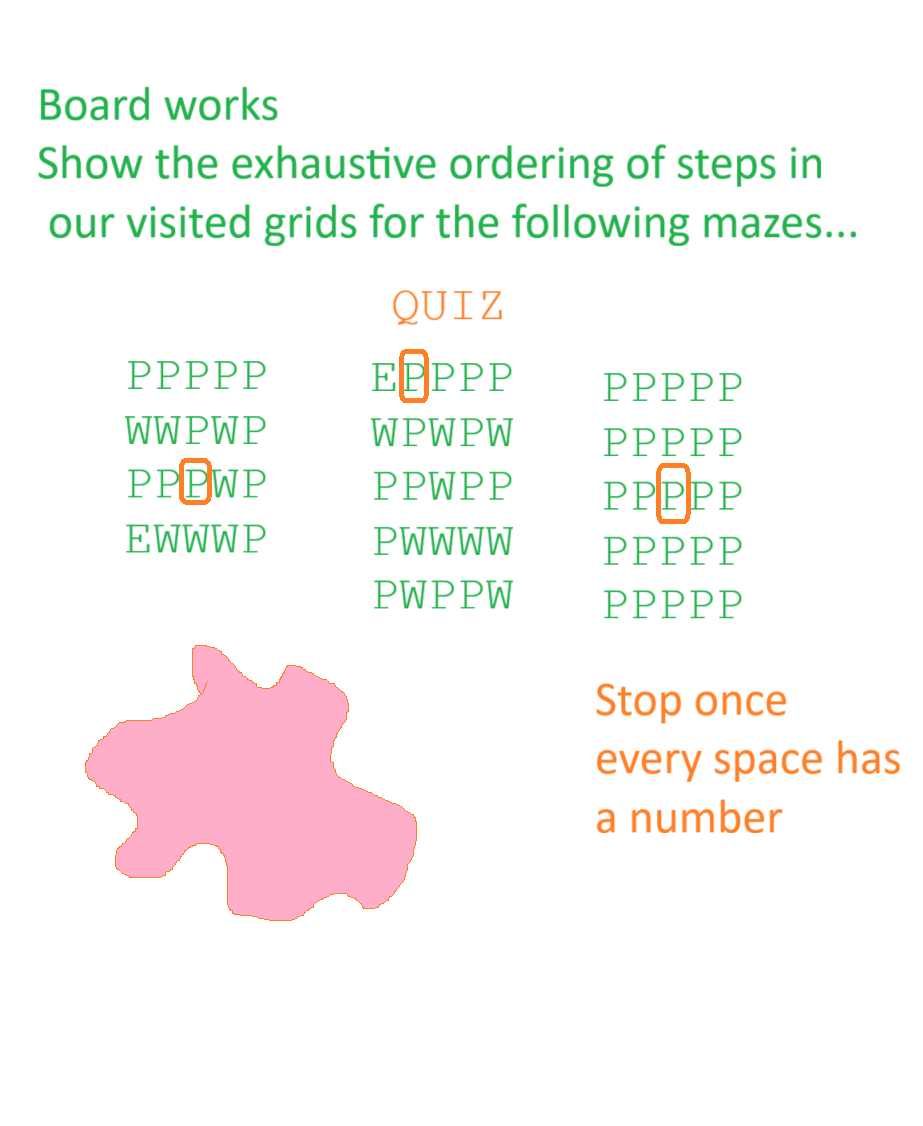 Board works
Show the exhaustive ordering of steps in
our visited grids for the following mazes...
QUIZ
PPPPP
WWPWP
PPPWP
EWWWP
EPPPP
WPWPW
PPWPP
PWWWW
PWPPW
PPPPP
PPPPP
PPPPP
PPPPP
PPPPP
Stop once
every space has
a number